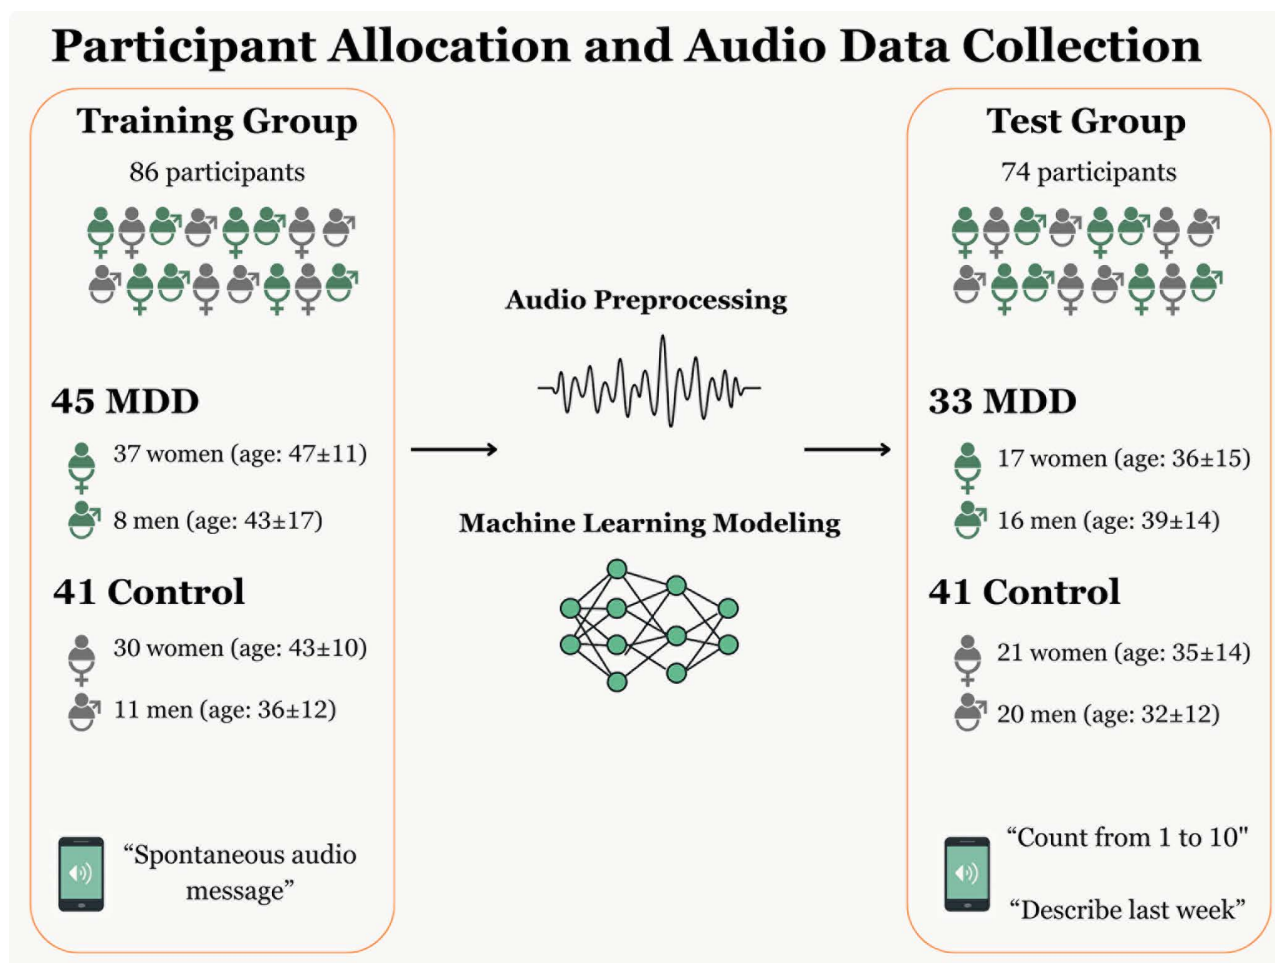 Participant Allocation and Audio Data Collection
Training Group
86 participants
45 MDD
37 women (age: 47±11)
8 men (age: 43±17)
41 Control
30 women (age: 43±10)
11 men (age: 36±12)
“Spontaneous audio
message”
Audio Preprocessing
Machine Learning Modeling
Test Group
74 participants
33 MDD
17 women (age: 36±15)
16 men (age: 39±14)
41 Control
21 women (age: 35±14)
20 men (age: 32±12)
“Count from 1 to 10"
“Describe last week”